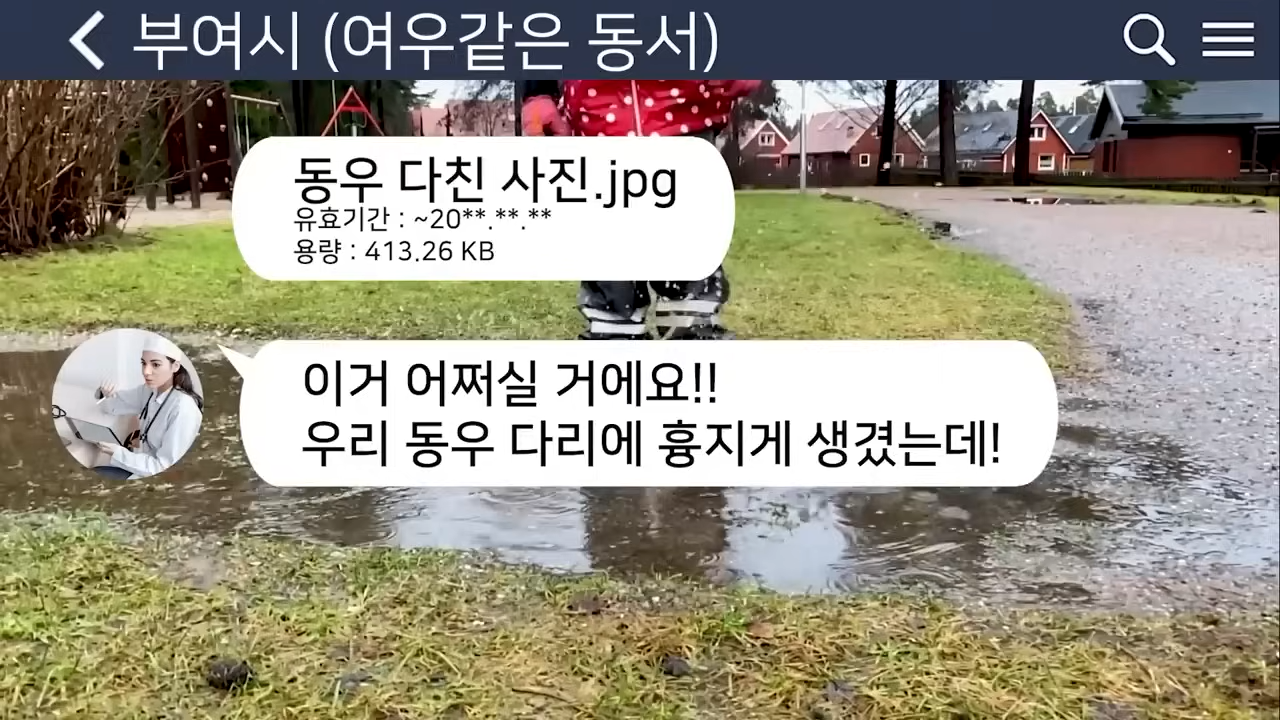 부여시 (여우같은 동서)
동우 다친 사진.jpg
유효기간 : ~20**.**.**
용량 : 413.26 KB
이거 어쩌실 거에요!!
우리 동우 다리에 흉지게 생겼는데!